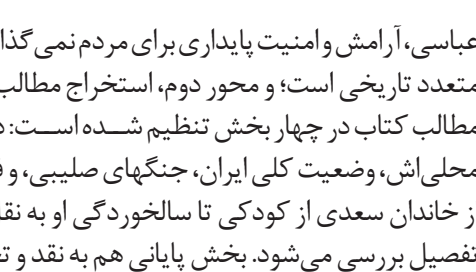 عباسی، آرامش و امنیت پایداری برای مردم نمی‌گذا
متعدد تاریخی است؛ و محور دوم، استخراج مطالب
مطالب کتاب در چهار بخش تنظیم شده است: د
محلی‌اش، وضعیت کلی ایران، جنگهای صلیبی، و
از خاندان سعدی از کودکی تا سالخوردگی او به نقد
تفصیل بررسی می‌شود. بخش پایانی هم به نقد و